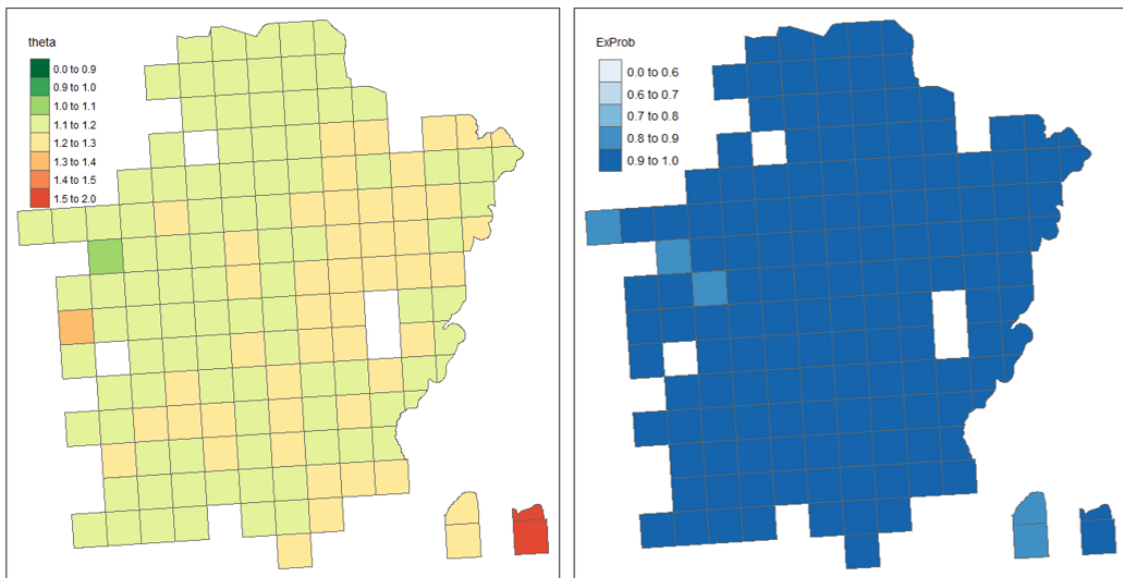 theta
0.0 to 0.9
0.9 to 1.0
1.0 to 1.1
1.1 to 1.2
1.2 to 1.3
1.3 to 1.4
1.4 to 1.5
1.5 to 2.0
ExProb
0.0 to 0.6
0.6 to 0.7
0.7 to 0.8
0.8 to 0.9
0.9 to 1.0